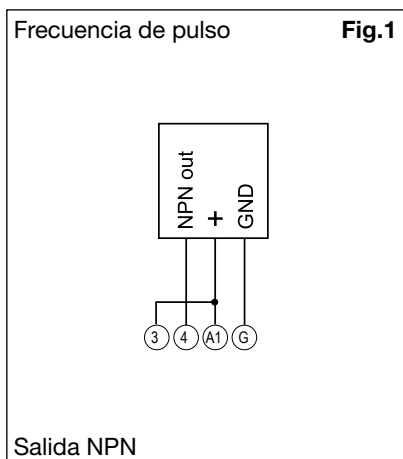 Frecuencia de pulso Fig.1
NPN out
+
GND
3 4 A1 G
Salida NPN